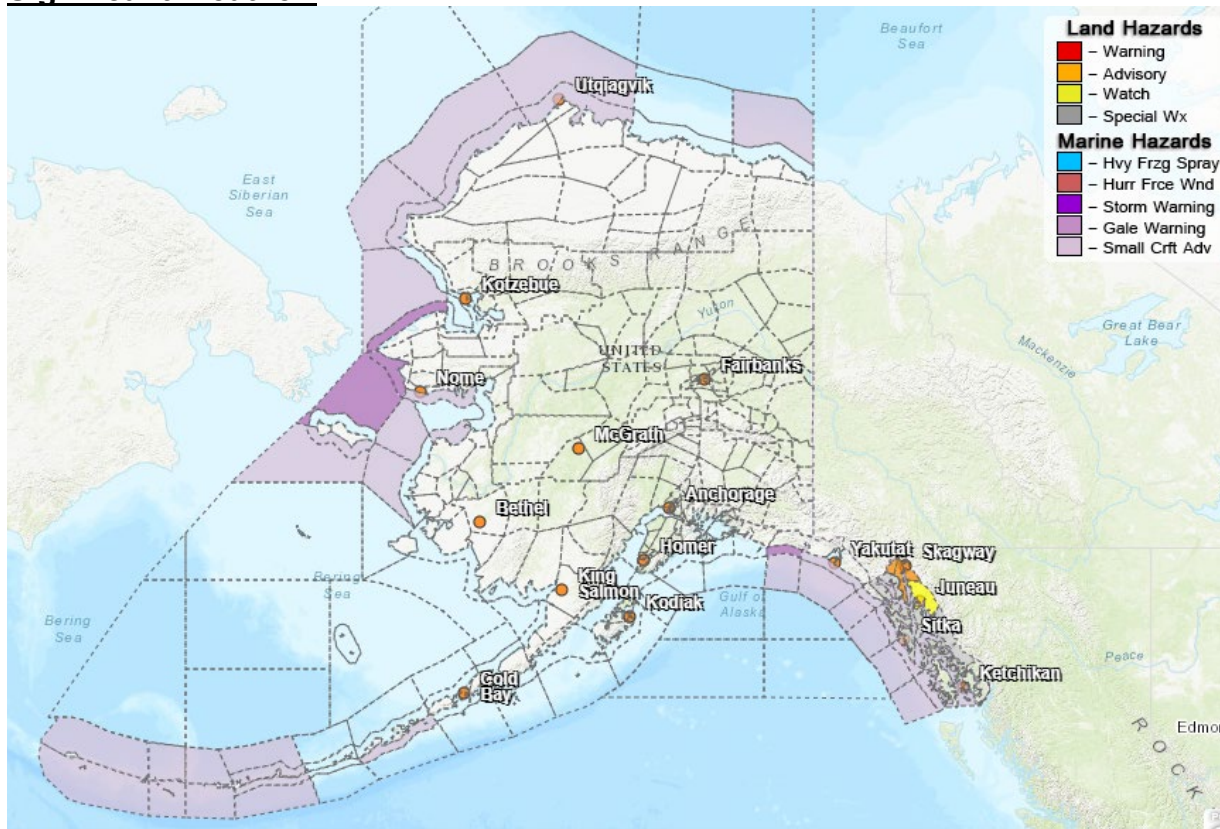 Land Hazards
– Warning
– Advisory
– Watch
– Special Wx
Marine Hazards
– Hvy Frzg Spray
– Hurr Frce Wnd
– Storm Warning
– Gale Warning
– Small Crft Adv
Beaufort
Sea
Utqiagvik
East
Siberian
Sea
BROOKS RANGE
Kotzebue
Yukon
Great Bear
Lake
UNITED
STATES
Mackenzie
Fairbanks
Nome
McGrath
Anchorage
Bethel
Homer
Yakutat
Skagway
King
Salmon
Juneau
Bering
Sea
Kodiak
Gulf of
Alaska
Bering
Sea
Sitka
Peace
Ketchikan
Cold
Bay
Edmo
ROCK